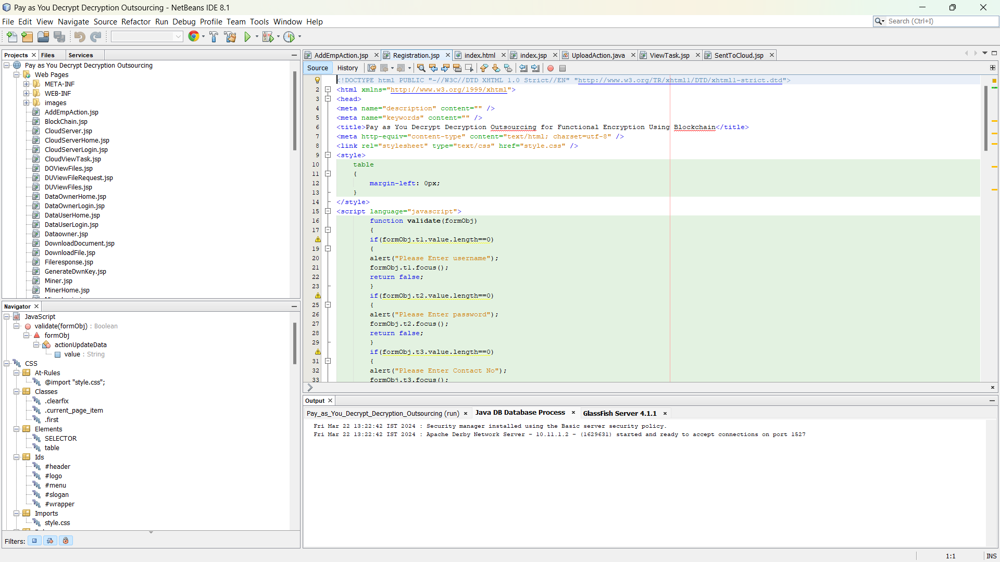 Pay as You Decrypt Decryption Outsourcing - NetBeans IDE 8.1
File Edit View Navigate Source Refactor Run Debug Profile Team Tools Window Help
Search (Ctrl+I)
Projects Files Services
Pay as You Decrypt Decryption Outsourcing
Web Pages
META-INF
WEB-INF
images
AddEmpAction.jsp
BlockChain.jsp
CloudServer.jsp
CloudServerHome.jsp
CloudServerLogin.jsp
CloudViewTask.jsp
DOViewFiles.jsp
DUViewFileRequest.jsp
DUViewFiles.jsp
DataOwnerHome.jsp
DataOwnerLogin.jsp
DataUserHome.jsp
DataUserLogin.jsp
Dataowner.jsp
DownloadDocument.jsp
DownloadFile.jsp
Fileresponse.jsp
GenerateDwnKey.jsp
Miner.jsp
MinerHome.jsp
Navigator
JavaScript
validate(formObj) : Boolean
formObj
actionUpdateData
value : String
CSS
At-Rules
@import "style.css";
Classes
.clearfix
.current_page_item
.first
Elements
SELECTOR
table
Ids
#header
#logo
#menu
#slogan
#wrapper
Imports
style.css
Filters:
AddEmpAction.jsp Registration.jsp index.html index.jsp UploadAction.java ViewTask.jsp SentToCloud.jsp
Source History
<!DOCTYPE html PUBLIC "-//W3C//DTD XHTML 1.0 Strict//EN" "http://www.w3.org/TR/xhtml1/DTD/xhtml1-strict.dtd">
2 <html xmlns="http://www.w3.org/1999/xhtml">
3 <head>
4 <meta name="description" content="" />
5 <meta name="keywords" content="" />
6 <title>Pay as You Decrypt Decryption Outsourcing for Functional Encryption Using Blockchain</title>
7 <meta http-equiv="content-type" content="text/html; charset=utf-8" />
8 <link rel="stylesheet" type="text/css" href="style.css" />
9 <style>
10 table
11 {
12 margin-left: 0px;
13 }
14 </style>
15 <script language="javascript">
16 function validate(formObj)
17 {
if(formObj.t1.value.length==0)
19 {
20 alert("Please Enter username");
21 formObj.t1.focus();
22 return false;
23 }
if(formObj.t2.value.length==0)
25 {
26 alert("Please Enter password");
27 formObj.t2.focus();
28 return false;
29 }
if(formObj.t3.value.length==0)
31 {
32 alert("Please Enter Contact No");
33 formObj.t3.focus();
Output
Pay_as_You_Decrypt_Decryption_Outsourcing (run) Java DB Database Process GlassFish Server 4.1.1
Fri Mar 22 13:22:42 IST 2024 : Security manager installed using the Basic server security policy.
Fri Mar 22 13:22:42 IST 2024 : Apache Derby Network Server - 10.11.1.2 - (1629631) started and ready to accept connections on port 1527
1:1 INS